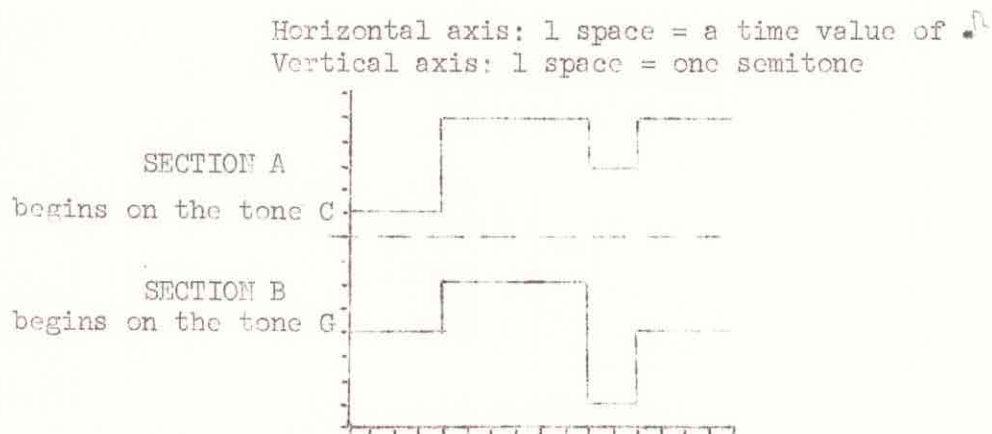 Horizontal axis: 1 space = a time value of ♪
Vertical axis: 1 space = one semitone
SECTION A
begins on the tone C
SECTION B
begins on the tone G